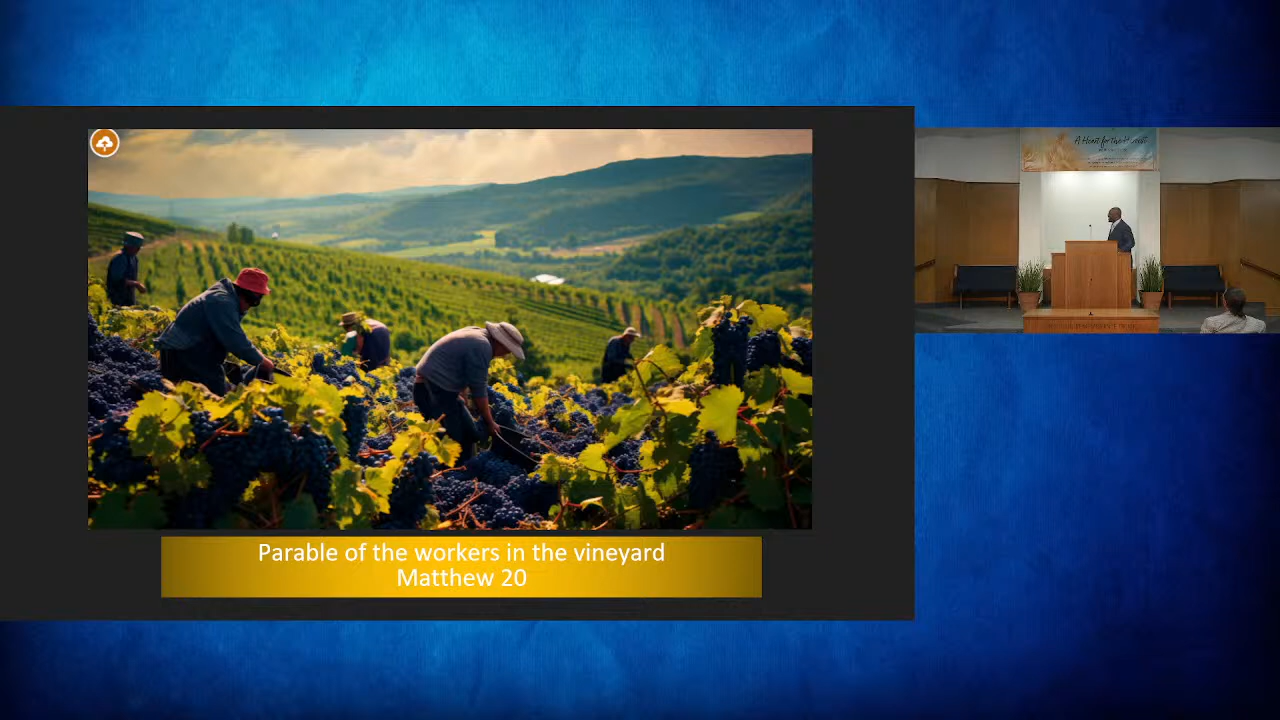 Parable of the workers in the vineyard
Matthew 20
A Heart for the Harvest